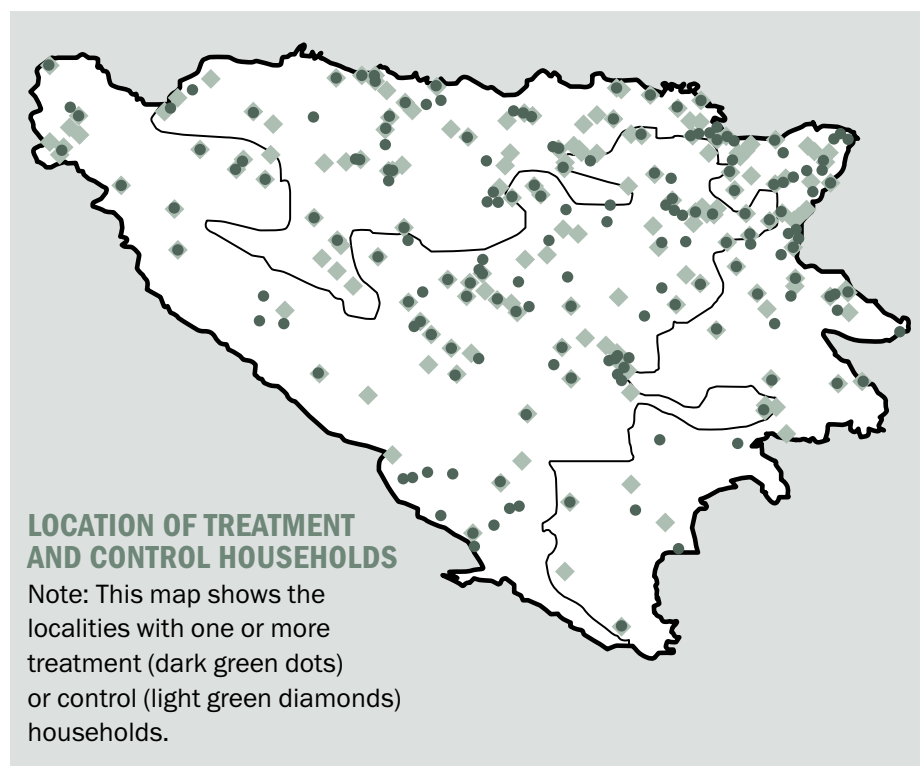 LOCATION OF TREATMENT
AND CONTROL HOUSEHOLDS
Note: This map shows the
localities with one or more
treatment (dark green dots)
or control (light green diamonds)
households.